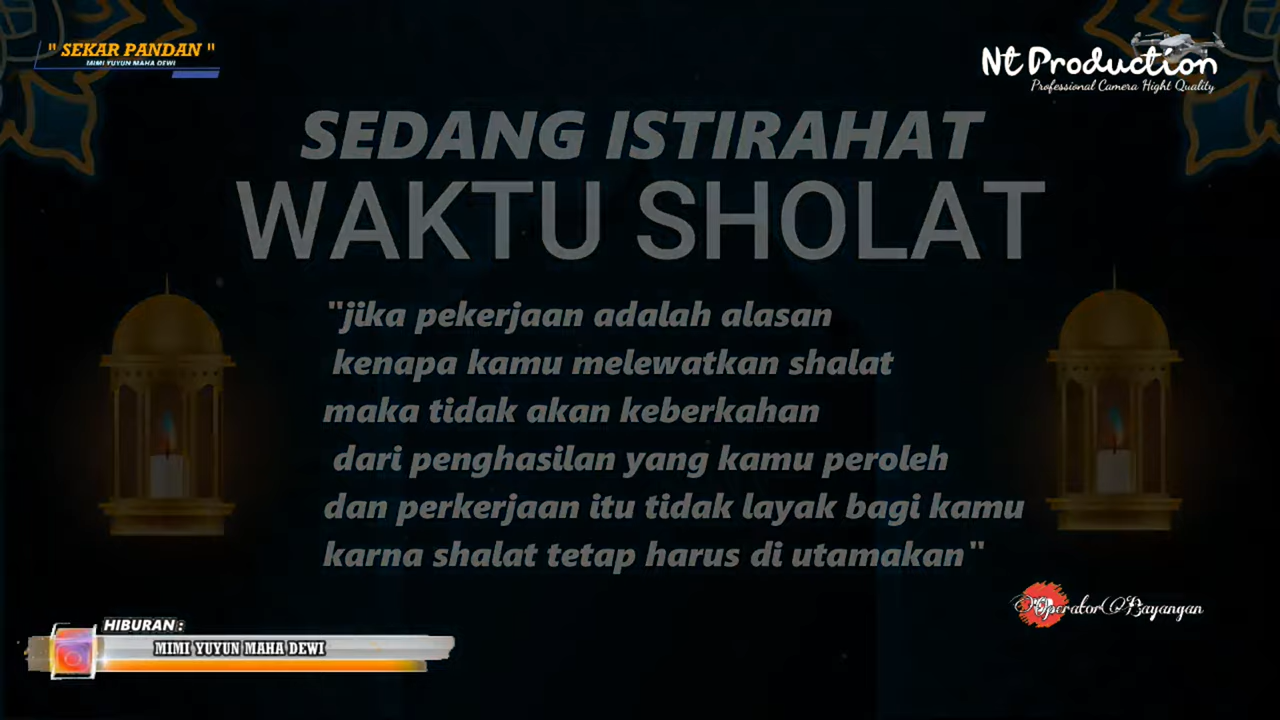 " SEKAR PANDAN "
MIMI YUYUN MAHA DEWI
Nt Production
Professional Camera Hight Quality
SEDANG ISTIRAHAT
WAKTU SHOLAT
"jika pekerjaan adalah alasan
kenapa kamu melewatkan shalat
maka tidak akan keberkahan
dari penghasilan yang kamu peroleh
dan perkerjaan itu tidak layak bagi kamu
karna shalat tetap harus di utamakan"
Operator Bayangan
HIBURAN :
MIMI YUYUN MAHA DEWI